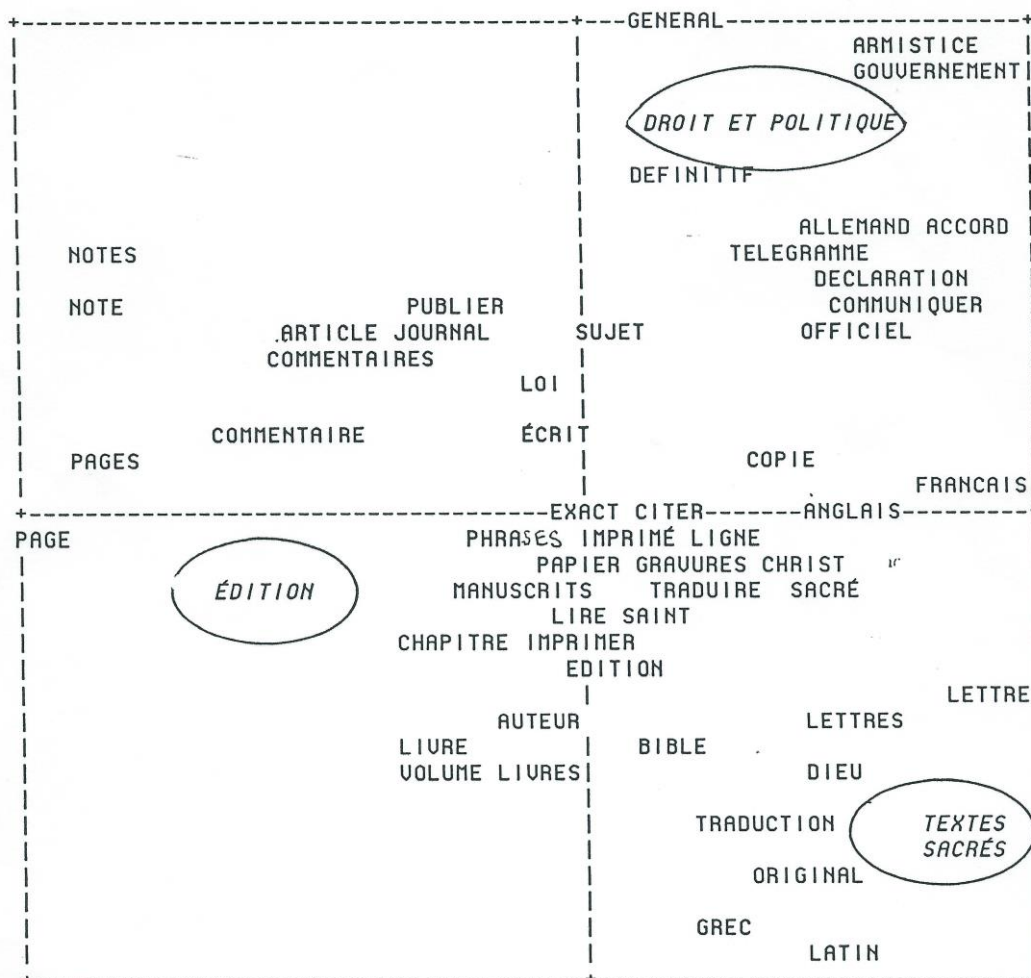 GENERAL
ARMISTICE
GOUVERNEMENT
DROIT ET POLITIQUE
DEFINITIF
ALLEMAND ACCORD
NOTES TELEGRAMME
DECLARATION
NOTE PUBLIER COMMUNIQUER
ARTICLE JOURNAL SUJET OFFICIEL
COMMENTAIRES
LOI
COMMENTAIRE ÉCRIT
PAGES COPIE
FRANCAIS
EXACT CITER ANGLAIS
PAGE PHRASES IMPRIMÉ LIGNE
PAPIER GRAVURES CHRIST
ÉDITION MANUSCRITS TRADUIRE SACRÉ
LIRE SAINT
CHAPITRE IMPRIMER
EDITION
LETTRE
AUTEUR LETTRES
LIVRE BIBLE
VOLUME LIVRES DIEU
TRADUCTION TEXTES
SACRÉS
ORIGINAL
GREC
LATIN